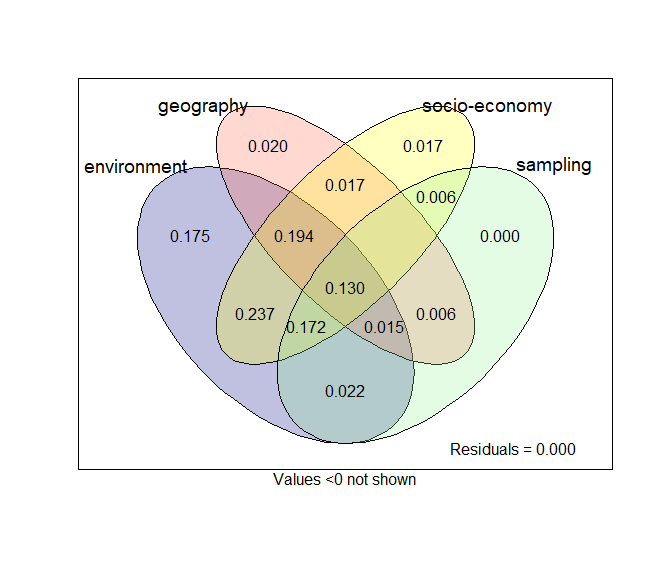 geography
socio-economy
environment
sampling
0.020
0.017
0.017
0.006
0.175
0.194
0.000
0.130
0.237
0.172
0.015
0.006
0.022
Residuals = 0.000
Values <0 not shown